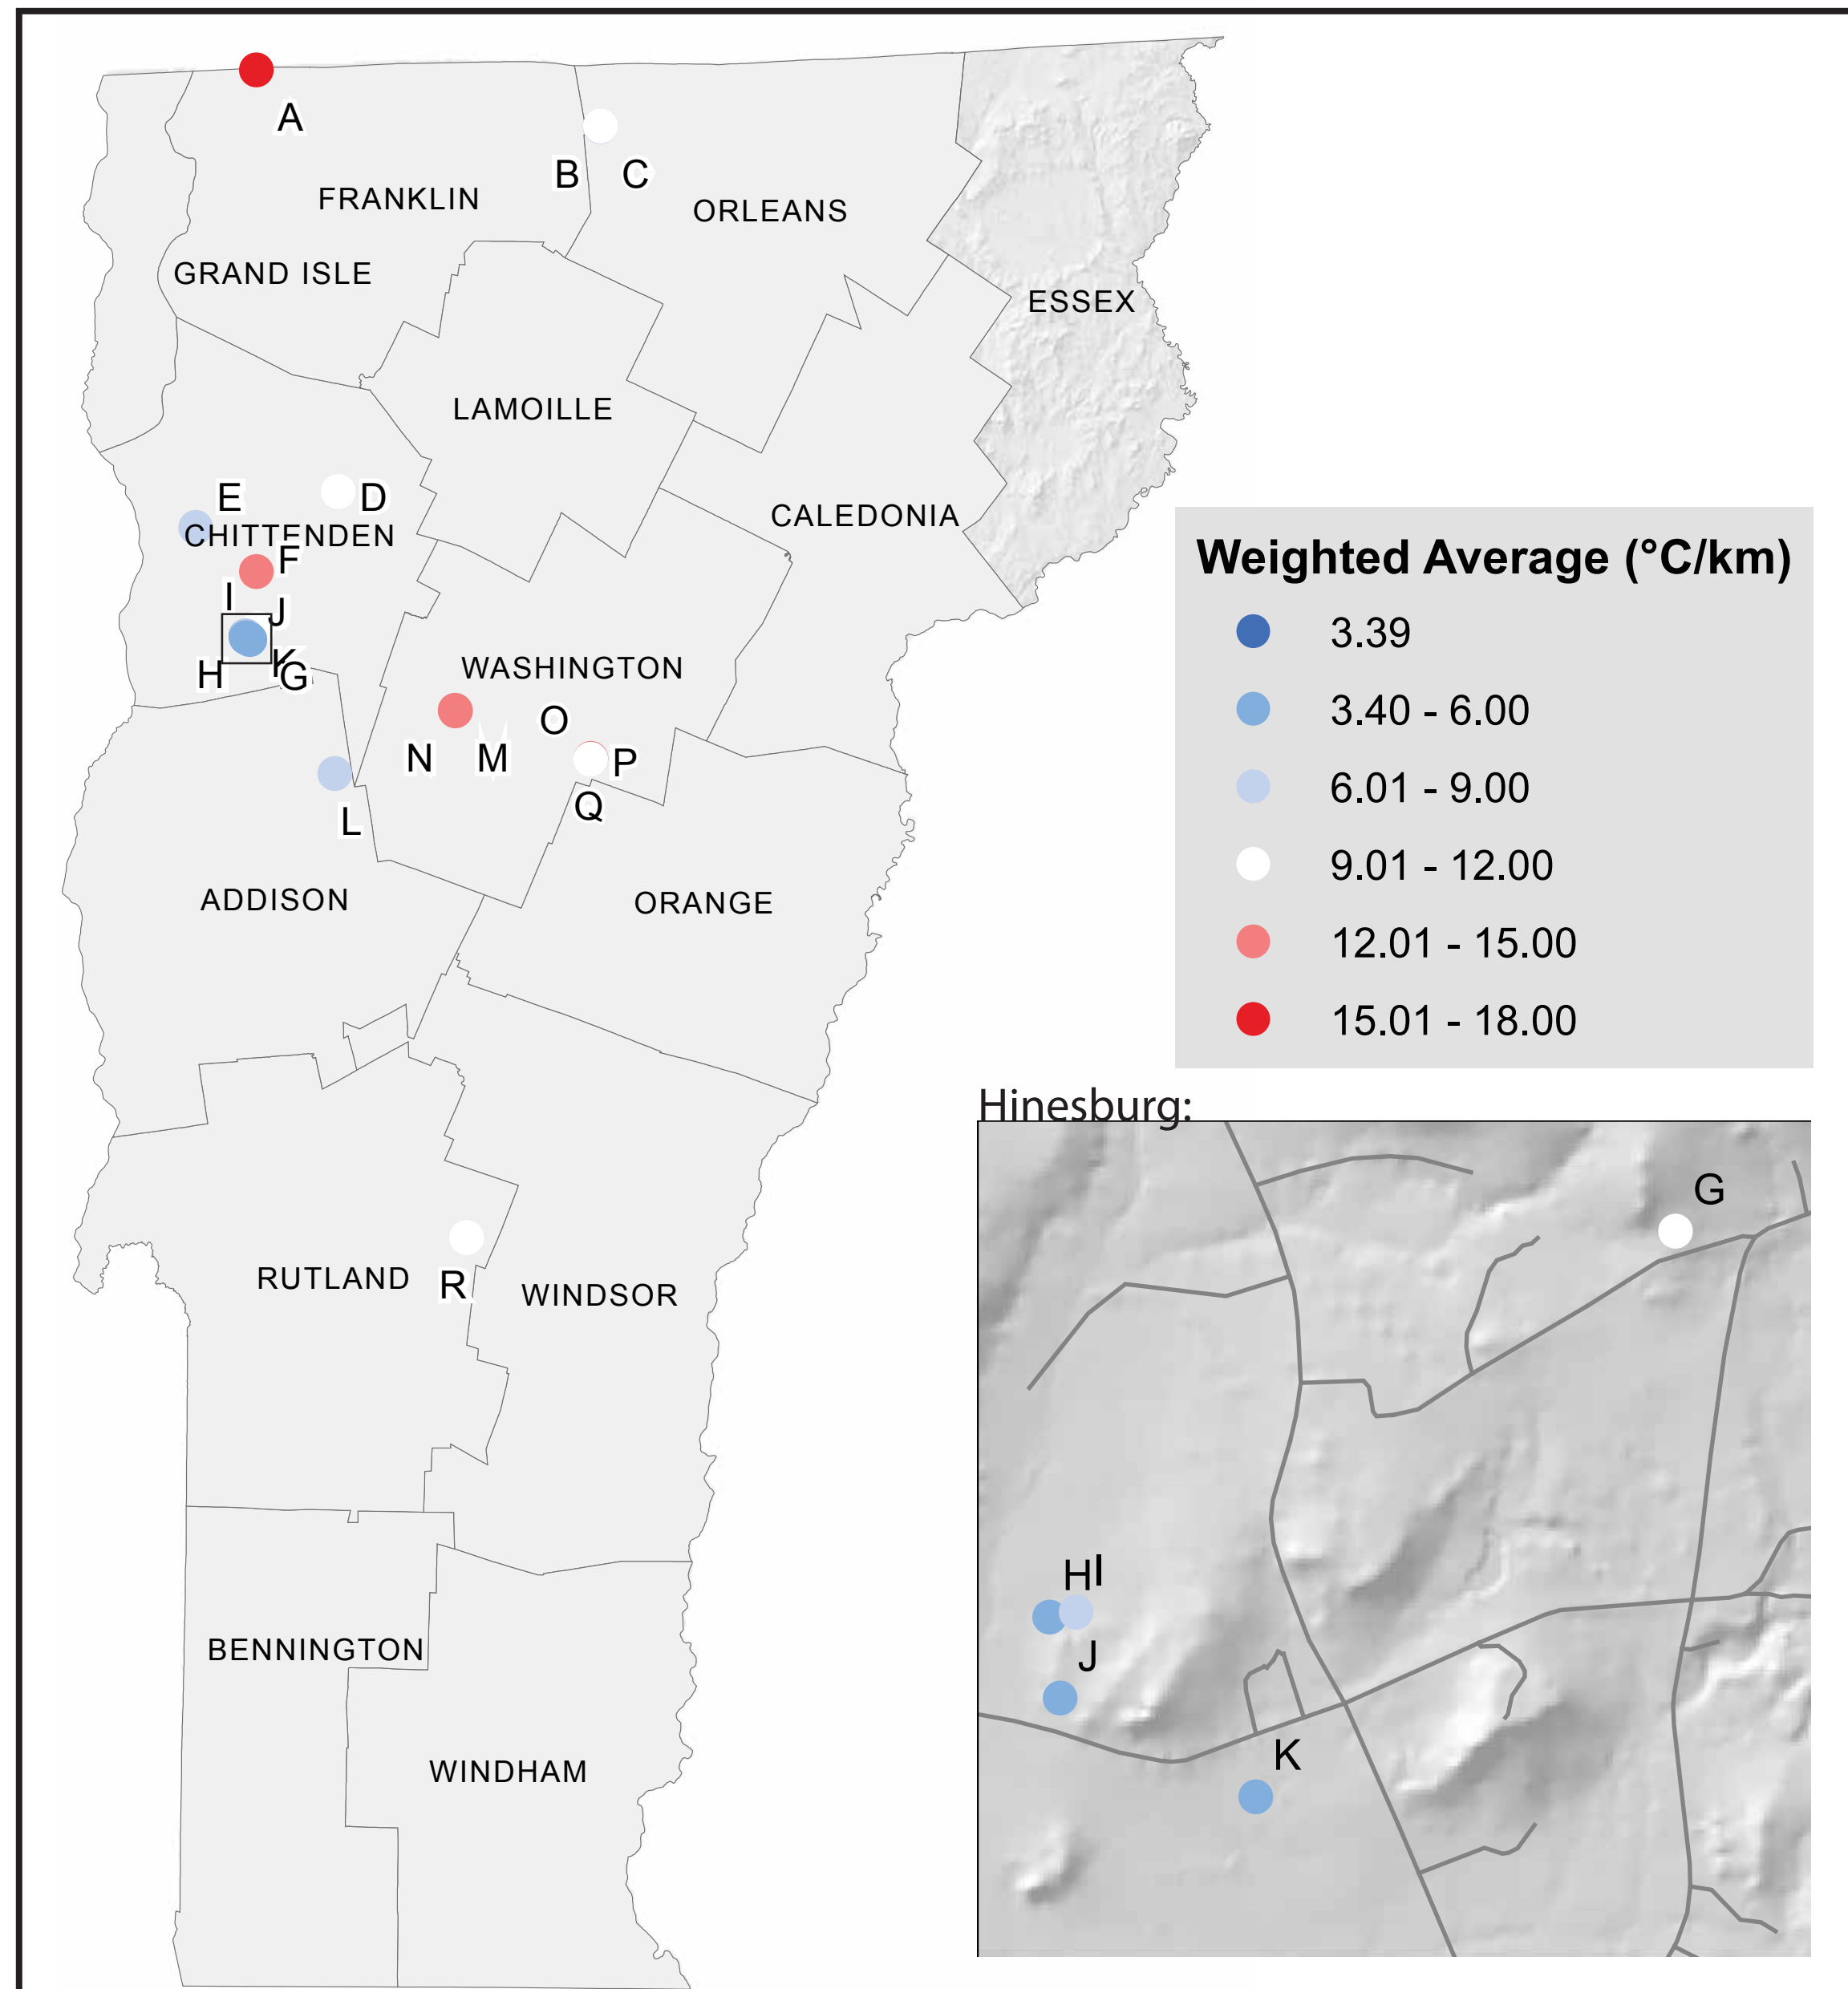 A
B
C
FRANKLIN
ORLEANS
GRAND ISLE
ESSEX
LAMOILLE
E
D
CHITTENDEN
CALEDONIA
F
I
J
H
K
G
WASHINGTON
O
N
M
P
Q
L
ADDISON
ORANGE
Weighted Average (°C/km)
3.39
3.40 - 6.00
6.01 - 9.00
9.01 - 12.00
12.01 - 15.00
15.01 - 18.00
Hinesburg:
G
H
I
J
K
RUTLAND
R
WINDSOR
BENNINGTON
WINDHAM